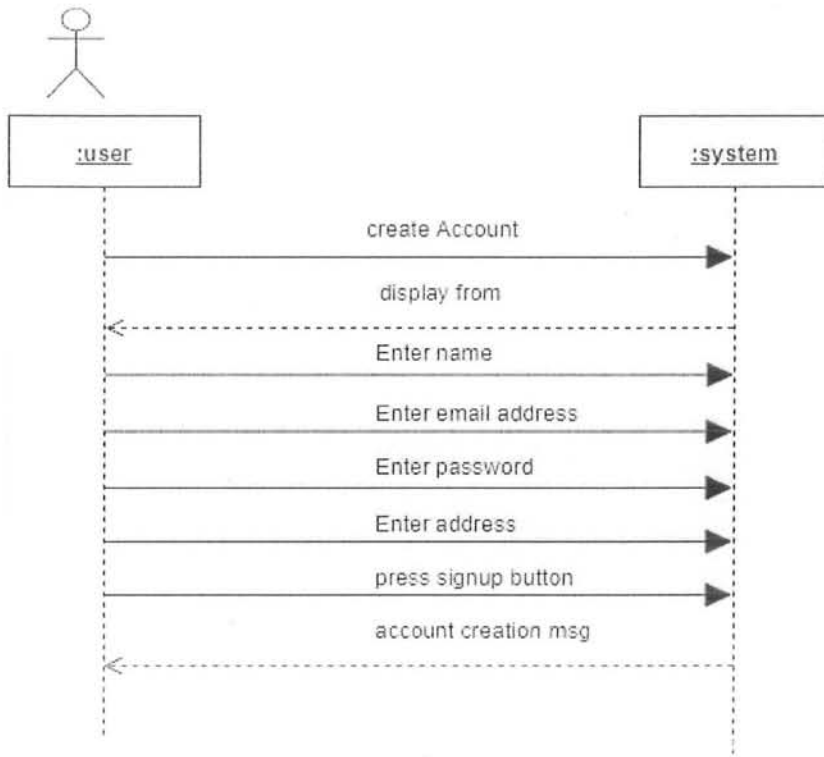 :user
:system
create Account
display from
Enter name
Enter email address
Enter password
Enter address
press signup button
account creation msg